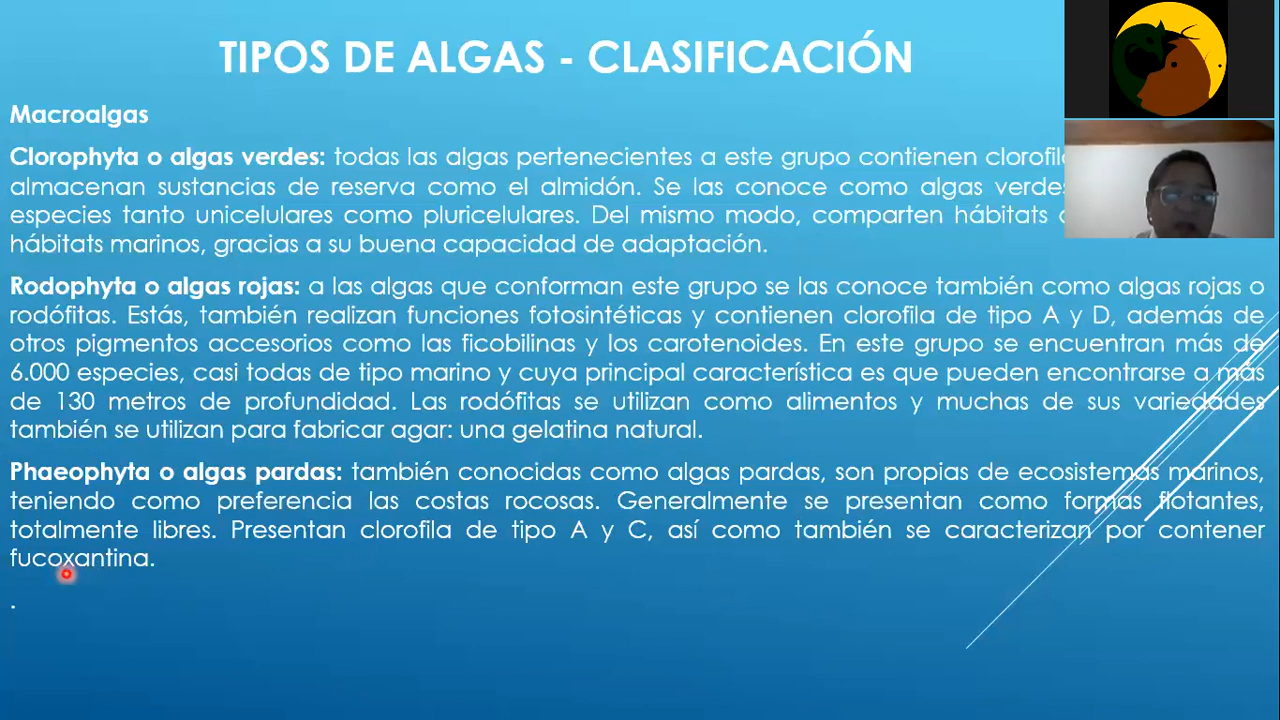 TIPOS DE ALGAS - CLASIFICACIÓN
Macroalgas
Clorophyta o algas verdes: todas las algas pertenecientes a este grupo contienen
almacenan sustancias de reserva como el almidón. Se las conoce como algas
especies tanto unicelulares como pluricelulares. Del mismo modo, comparten hábitats
hábitats marinos, gracias a su buena capacidad de adaptación.
Rodophyta o algas rojas: a las algas que conforman este grupo se las conoce también como algas rojas o
rodófitas. Estás, también realizan funciones fotosintéticas y contienen clorofila de tipo A y D, además de
otros pigmentos accesorios como las ficobilinas y los carotenoides. En este grupo se encuentran más de
6.000 especies, casi todas de tipo marino y cuya principal característica es que pueden encontrarse a más
de 130 metros de profundidad. Las rodófitas se utilizan como alimentos y muchas de sus variedades
también se utilizan para fabricar agar: una gelatina natural.
Phaeophyta o algas pardas: también conocidas como algas pardas, son propias de ecosistemas marinos,
teniendo como preferencia las costas rocosas. Generalmente se presentan como formas flotantes,
totalmente libres. Presentan clorofila de tipo A y C, así como también se caracterizan por contener
fucoxantina.
.